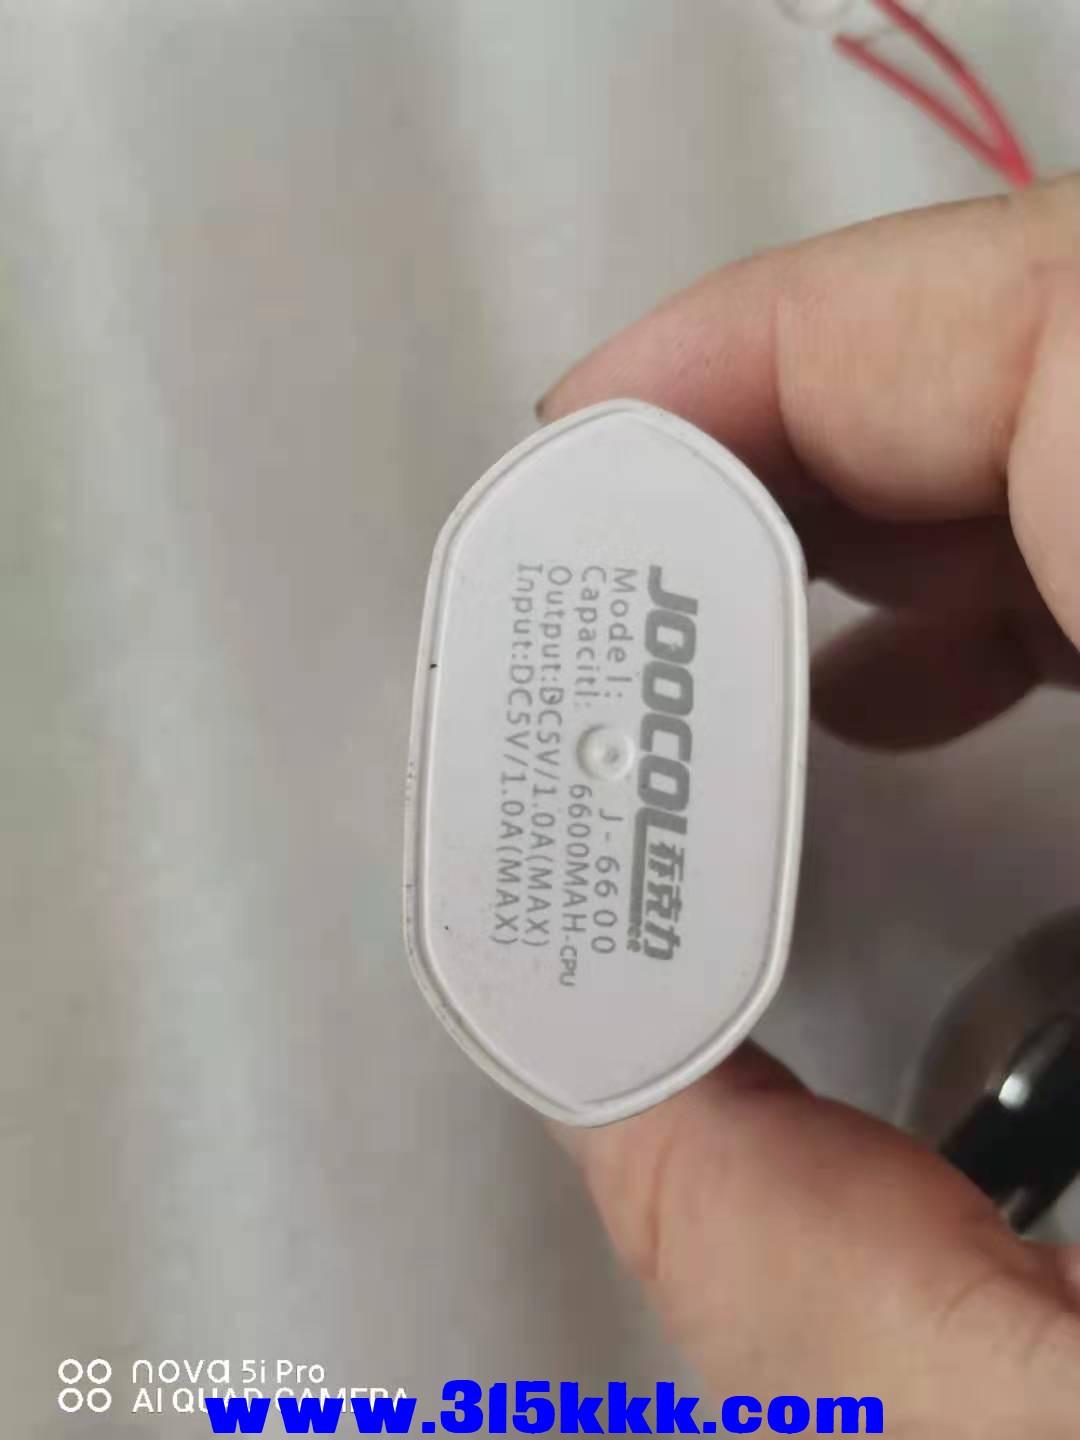 JOOCOL乔克力
Model: J-6600
Capacitl: 6600MAH-CPU
Output:DC5V/1.0A(MAX)
Input:DC5V/1.0A(MAX)
nova 5i Pro
AI QUAD CAMERA
www.315kkk.com